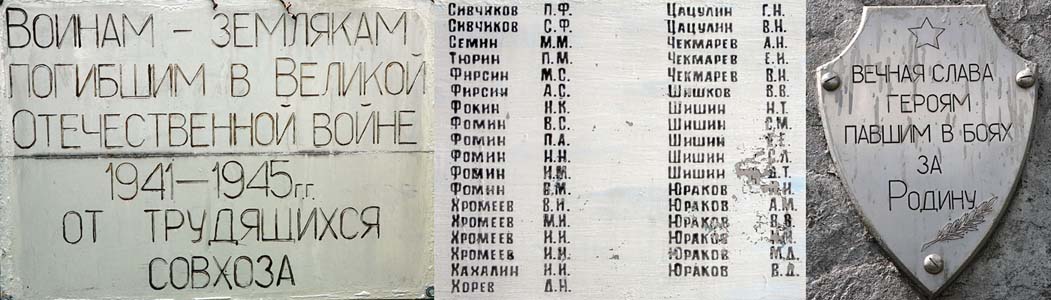 Воинам – землякам
погибшим в Великой
Отечественной войне
1941–1945гг.
от трудящихся
совхоза
Сивчиков П.Ф.
Сивчиков С.Ф.
Семин М.М.
Тюрин П.М.
Фирсин М.С.
Фирсин А.С.
Фокин Н.К.
Фомин В.С.
Фомин П.А.
Фомин Н.Н.
Фомин И.М.
Фомин В.М.
Хромеев В.И.
Хромеев М.И.
Хромеев И.И.
Хромеев И.И.
Кахалин И.И.
Хорев Д.Н.
Цацулин Г.Н.
Цацулин В.Н.
Чекмарев А.Н.
Чекмарев Е.И.
Чекмарев В.И.
Шишков В.В.
Шишин Н.Т.
Шишин С.М.
Шишин
Шишин
Шишин В.Т.
Юраков
Юраков А.М.
Юраков В.В.
Юраков
Юраков М.Д.
Юраков В.Д.
ВЕЧНАЯ СЛАВА
ГЕРОЯМ
ПАВШИМ В БОЯХ
ЗА
РОДИНУ